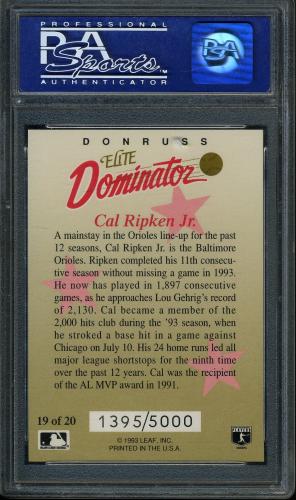 PROFESSIONAL
PSA
Sports
AUTHENTICATOR
PSA
DONRUSS
ELITE
Dominator
Cal Ripken Jr.
A mainstay in the Orioles line-up for the past
12 seasons, Cal Ripken Jr. is the Baltimore
Orioles. Ripken completed his 11th consecu-
tive season without missing a game in 1993.
He now has played in 1,897 consecutive
games, as he approaches Lou Gehrig's record
of 2,130. Cal became a member of the
2,000 hits club during the '93 season, when
he stroked a base hit in a game against
Chicago on July 10. His 24 home runs led all
major league shortstops for the ninth time
over the past 12 years. Cal was the recipient
of the AL MVP award in 1991.
19 of 20
1395/5000
© 1993 LEAF, INC.
PRINTED IN THE U.S.A.